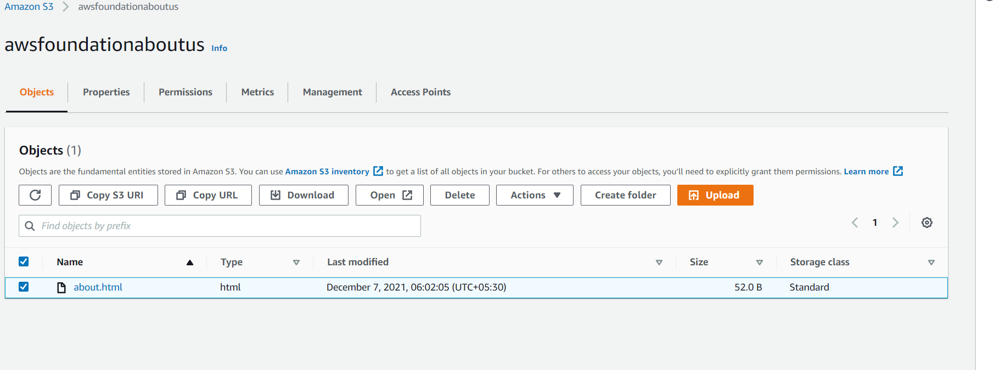 Amazon S3 > awsfoundationaboutus
awsfoundationaboutus Info
Objects Properties Permissions Metrics Management Access Points
Objects (1)
Objects are the fundamental entities stored in Amazon S3. You can use Amazon S3 inventory to get a list of all objects in your bucket. For others to access your objects, you'll need to explicitly grant them permissions. Learn more
Copy S3 URI Copy URL Download Open Delete Actions Create folder Upload
Find objects by prefix 1
Name Type Last modified Size Storage class
about.html html December 7, 2021, 06:02:05 (UTC+05:30) 52.0 B Standard